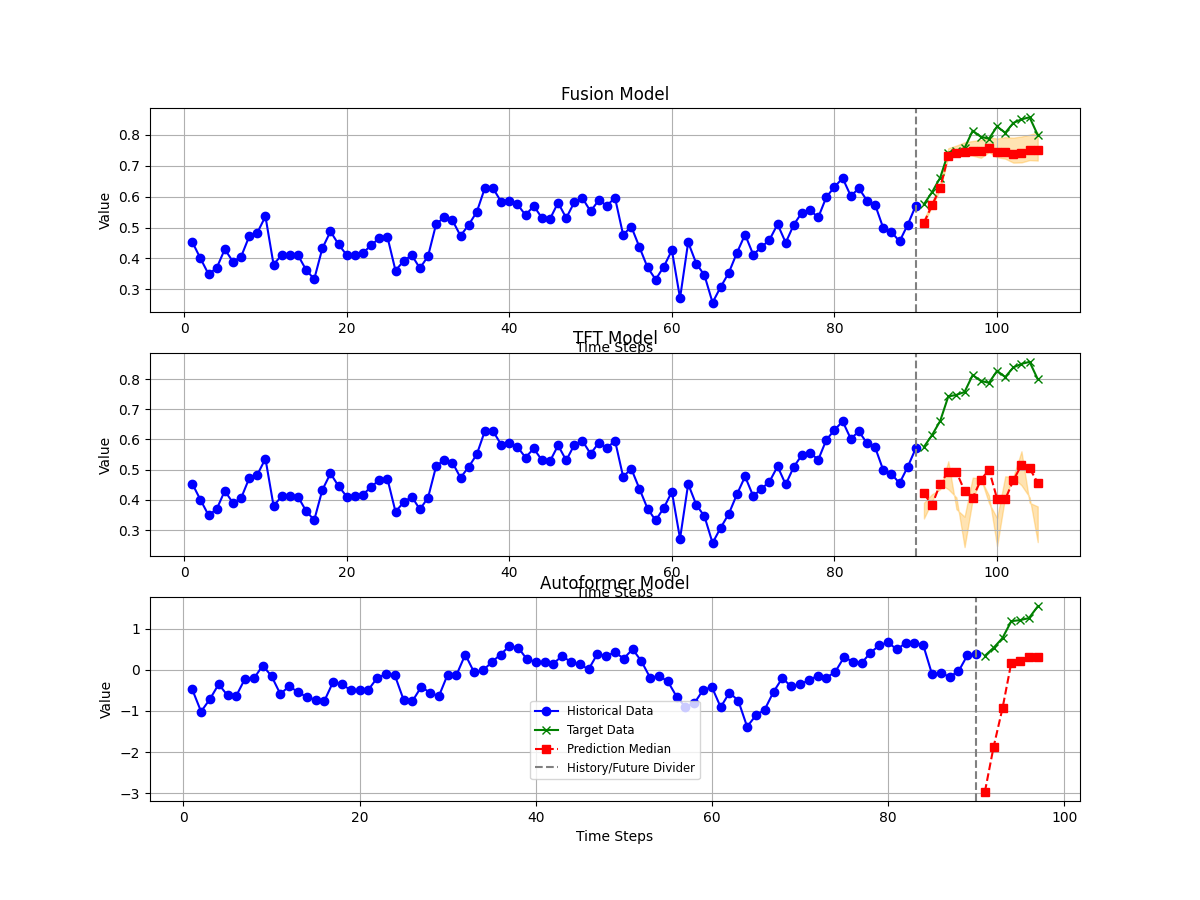 Fusion Model
Value
0.8
0.7
0.6
0.5
0.4
0.3
0 20 40 60 80 100
Time Steps
TFT Model
Value
0.8
0.7
0.6
0.5
0.4
0.3
0 20 40 60 80 100
Time Steps
Autoformer Model
Value
1
0
−1
−2
−3
Historical Data
Target Data
Prediction Median
History/Future Divider
0 20 40 60 80 100
Time Steps